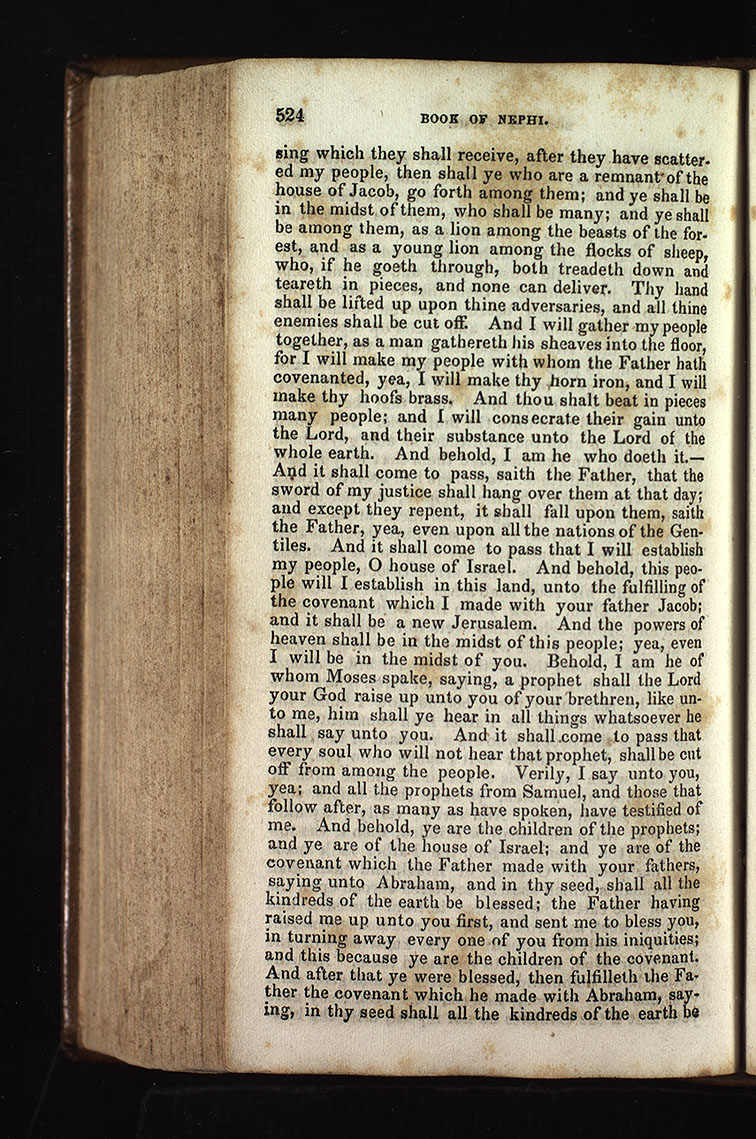 524
BOOK OF NEPHI.
sing which they shall receive, after they have scatter-
ed my people, then shall ye who are a remnant of the
house of Jacob, go forth among them; and ye shall be
in the midst of them, who shall be many; and ye shall
be among them, as a lion among the beasts of the for-
est, and as a young lion among the flocks of sheep,
who, if he goeth through, both treadeth down and
teareth in pieces, and none can deliver. Thy hand
shall be lifted up upon thine adversaries, and all thine
enemies shall be cut off. And I will gather my people
together, as a man gathereth his sheaves into the floor,
for I will make my people with whom the Father hath
covenanted, yea, I will make thy horn iron, and I will
make thy hoofs brass. And thou shalt beat in pieces
many people; and I will consecrate their gain unto
the Lord, and their substance unto the Lord of the
whole earth. And behold, I am he who doeth it.—
And it shall come to pass, saith the Father, that the
sword of my justice shall hang over them at that day;
and except they repent, it shall fall upon them, saith
the Father, yea, even upon all the nations of the Gen-
tiles. And it shall come to pass that I will establish
my people, O house of Israel. And behold, this peo-
ple will I establish in this land, unto the fulfilling of
the covenant which I made with your father Jacob;
and it shall be a new Jerusalem. And the powers of
heaven shall be in the midst of this people; yea, even
I will be in the midst of you. Behold, I am he of
whom Moses spake, saying, a prophet shall the Lord
your God raise up unto you of your brethren, like un-
to me, him shall ye hear in all things whatsoever he
shall say unto you. And it shall come to pass that
every soul who will not hear that prophet, shall be cut
off from among the people. Verily, I say unto you,
yea; and all the prophets from Samuel, and those that
follow after, as many as have spoken, have testified of
me. And behold, ye are the children of the prophets;
and ye are of the house of Israel; and ye are of the
covenant which the Father made with your fathers,
saying unto Abraham, and in thy seed, shall all the
kindreds of the earth be blessed; the Father having
raised me up unto you first, and sent me to bless you,
in turning away every one of you from his iniquities;
and this because ye are the children of the covenant.
And after that ye were blessed, then fulfilleth the Fa-
ther the covenant which he made with Abraham, say-
ing, in thy seed shall all the kindreds of the earth be